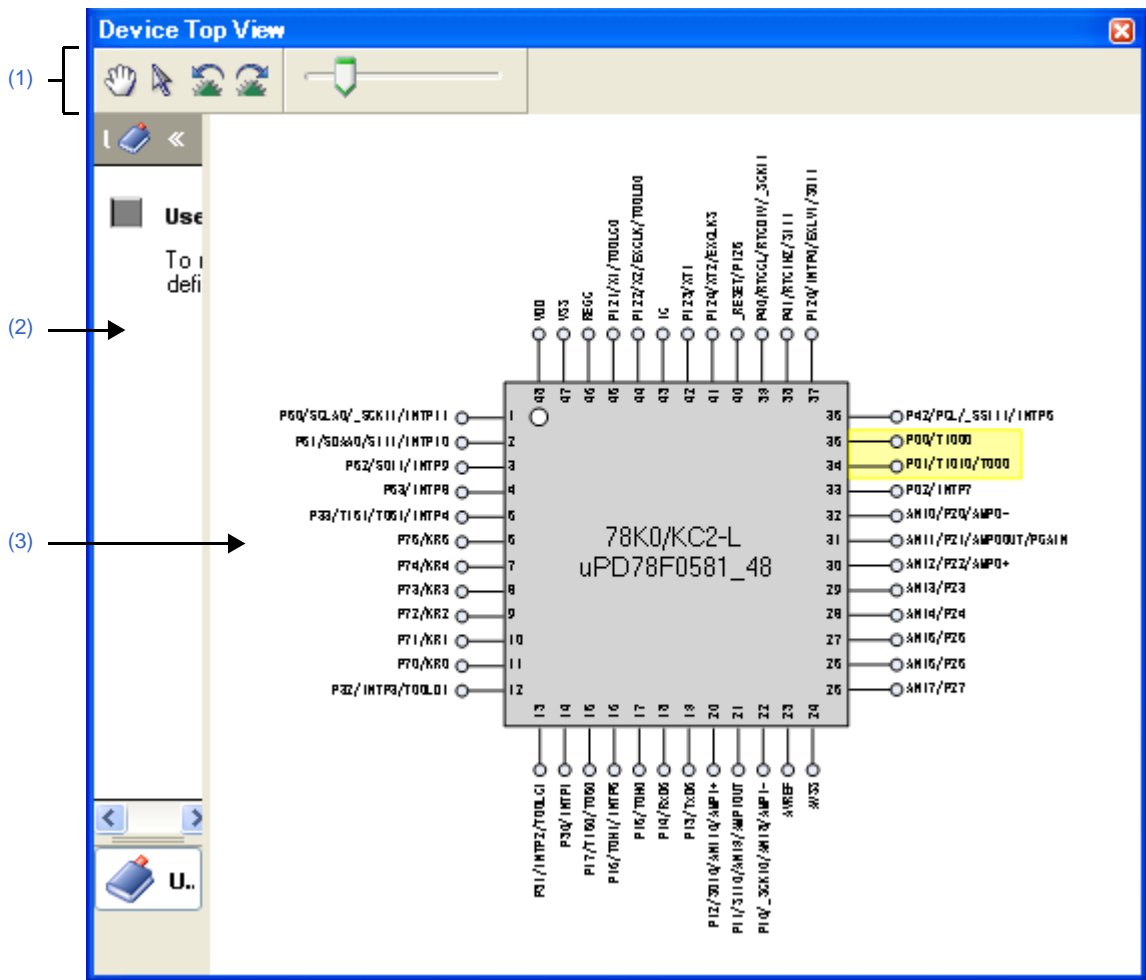 Device Top View
(1)
Use
To
defi
(2)
(3)
U..
VDD
VSS
REGC
P121/X1/TOOLC0
P122/X2/EXCLK/TOOLD0
IC
P123/XT1
P124/XT2/EXCLKS
_RESET/P125
P40/RTCCL/RTCDIV/_SCK11
P41/RTC1HZ/SI11
P120/INTP0/EXLVI/SO11
48 47 46 45 44 43 42 41 40 39 38 37
P60/SCLA0/_SCK11/INTP11 1
P61/SDAA0/SI11/INTP10 2
P62/SO11/INTP9 3
P63/INTP8 4
P33/TI51/TO51/INTP4 5
P75/KR5 6
P74/KR4 7
P73/KR3 8
P72/KR2 9
P71/KR1 10
P70/KR0 11
P32/INTP3/TOOLD1 12
78K0/KC2-L
uPD78F0581_48
36 P42/PCL/_SSI11/INTP6
35 P00/TI000
34 P01/TI010/TO00
33 P02/INTP7
32 ANI0/P20/AMP0-
31 ANI1/P21/AMP0OUT/PGAIN
30 ANI2/P22/AMP0+
29 ANI3/P23
28 ANI4/P24
27 ANI5/P25
26 ANI6/P26
25 ANI7/P27
13 14 15 16 17 18 19 20 21 22 23 24
P31/INTP2/TOOLC1
P30/INTP1
P17/TI50/TO50
P16/TOH1/INTP5
P15/TOH0
P14/RxD6
P13/TxD6
P12/SO10/ANI10/AMP1+
P11/SI10/ANI9/AMP1OUT
P10/_SCK10/ANI8/AMP1-
AVREF
AVSS